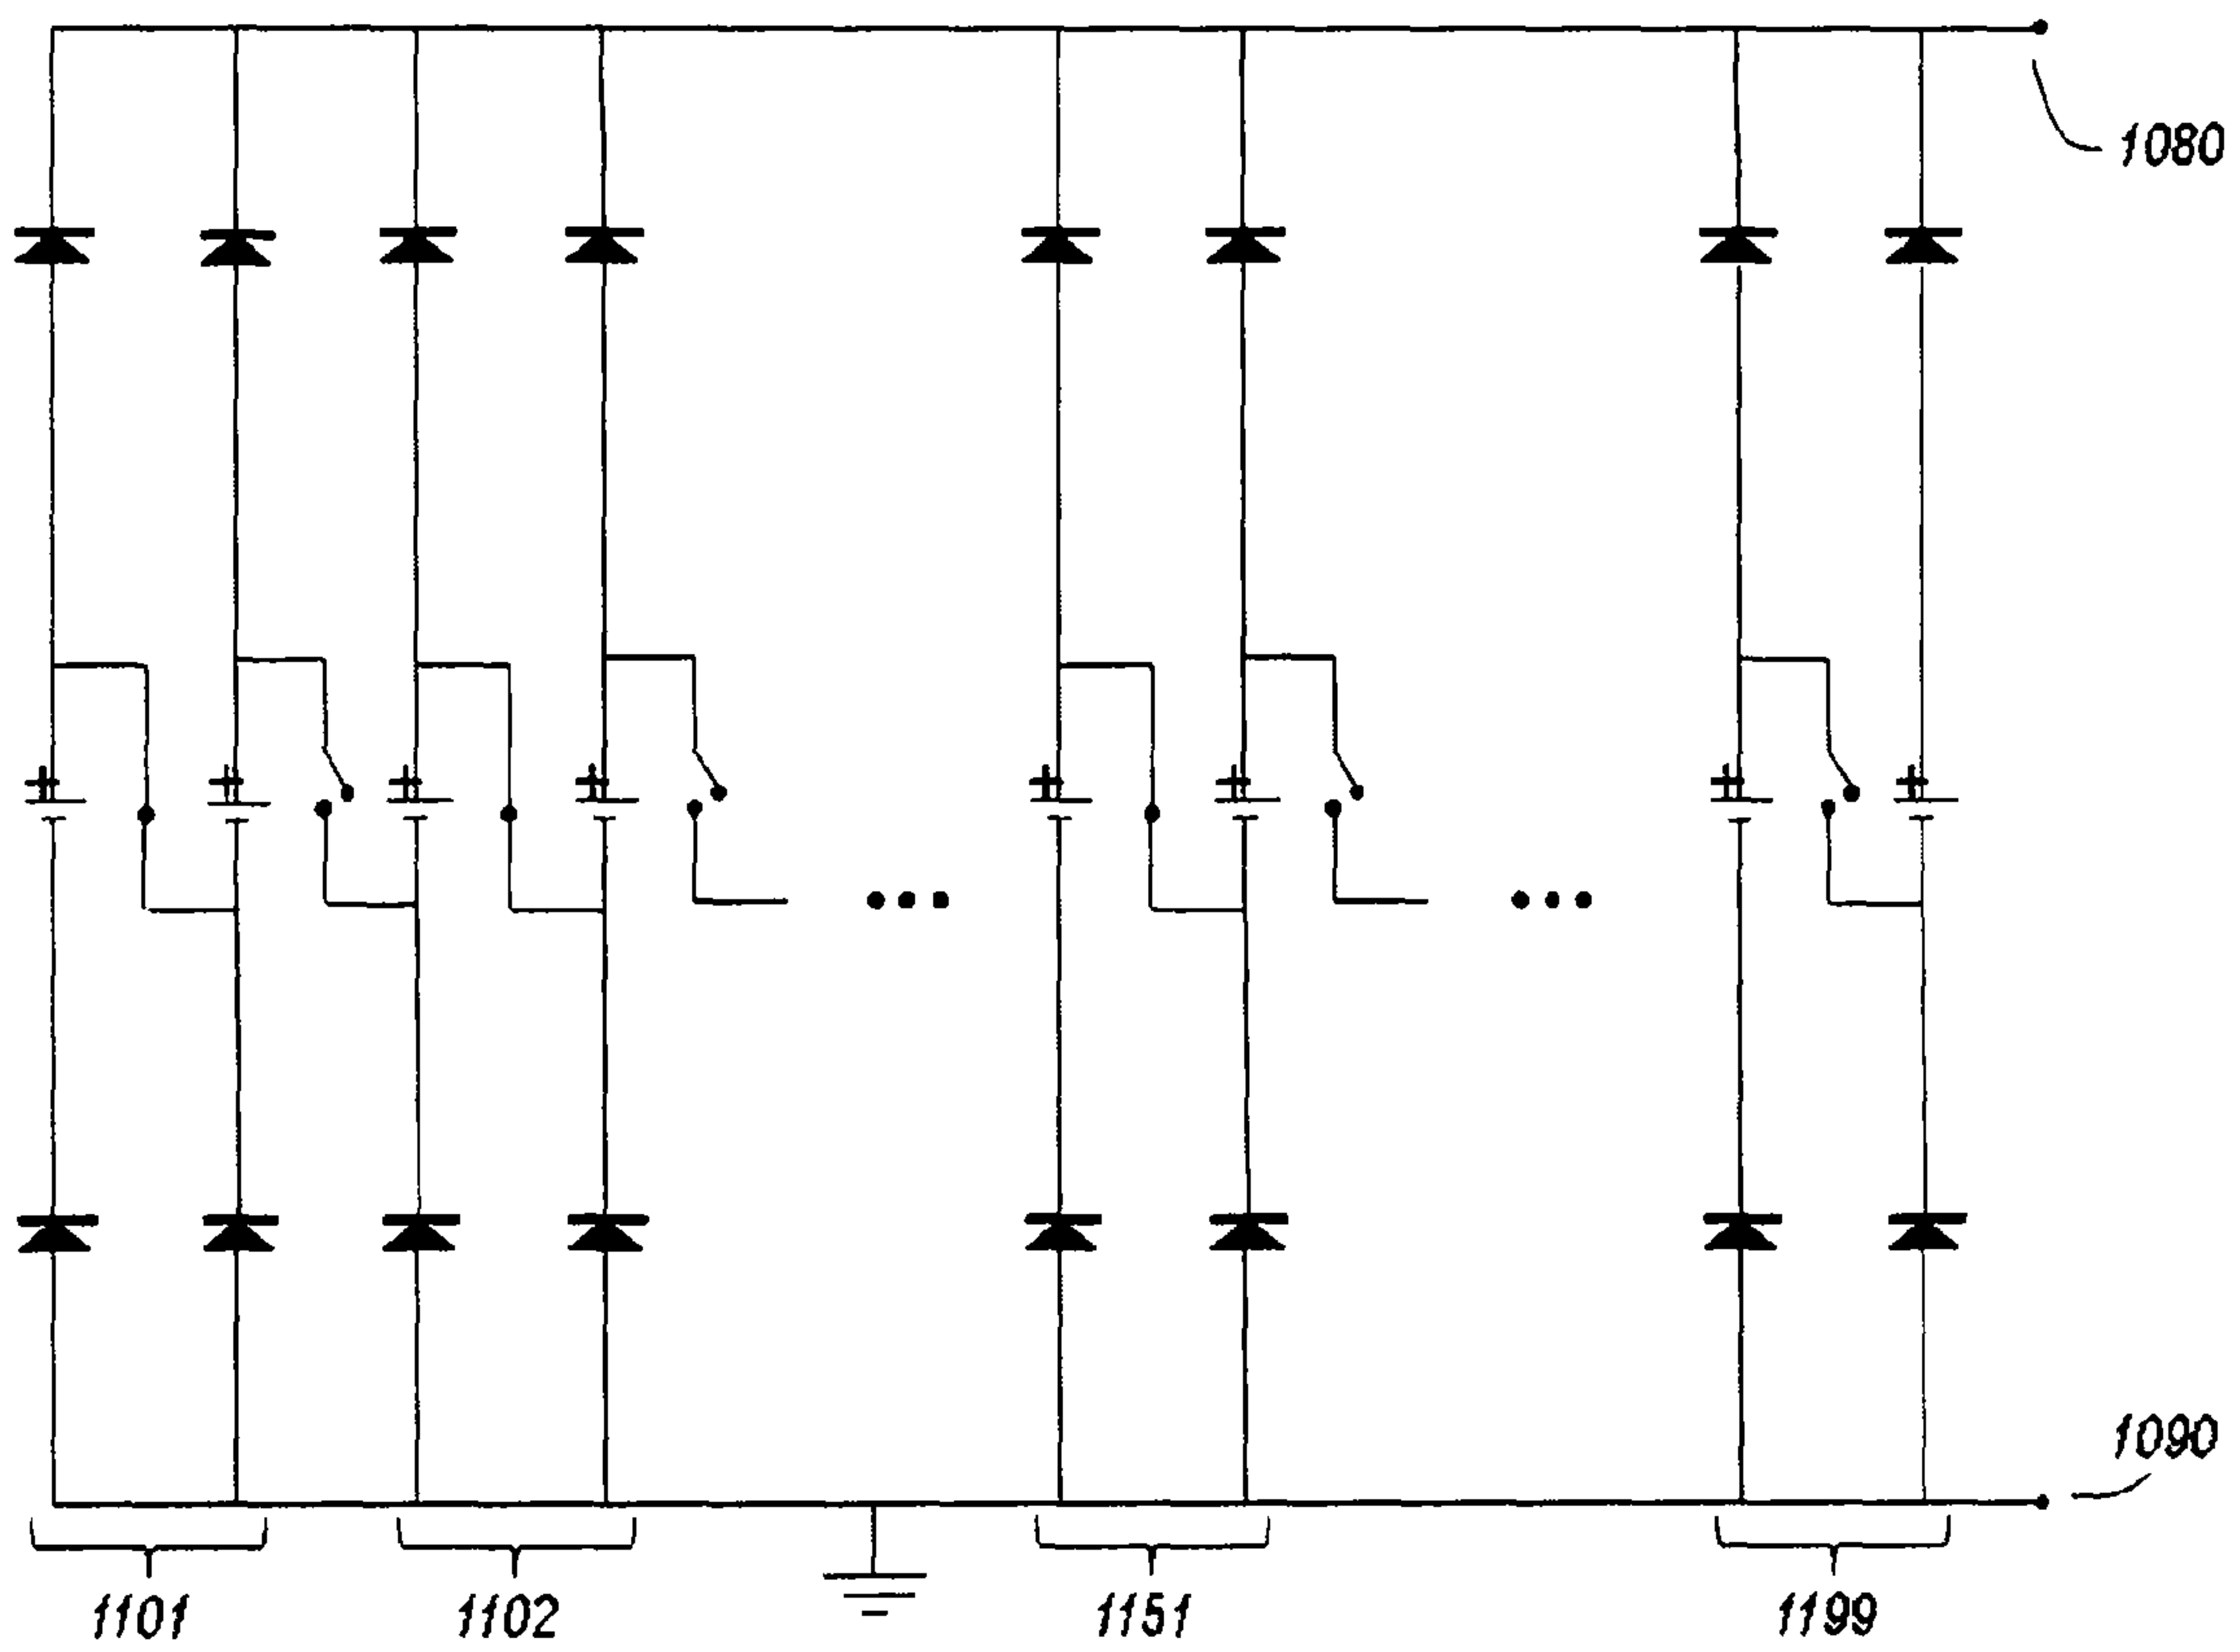 1080
+ + + + + + + +
1090
1101 1102 1151 1199